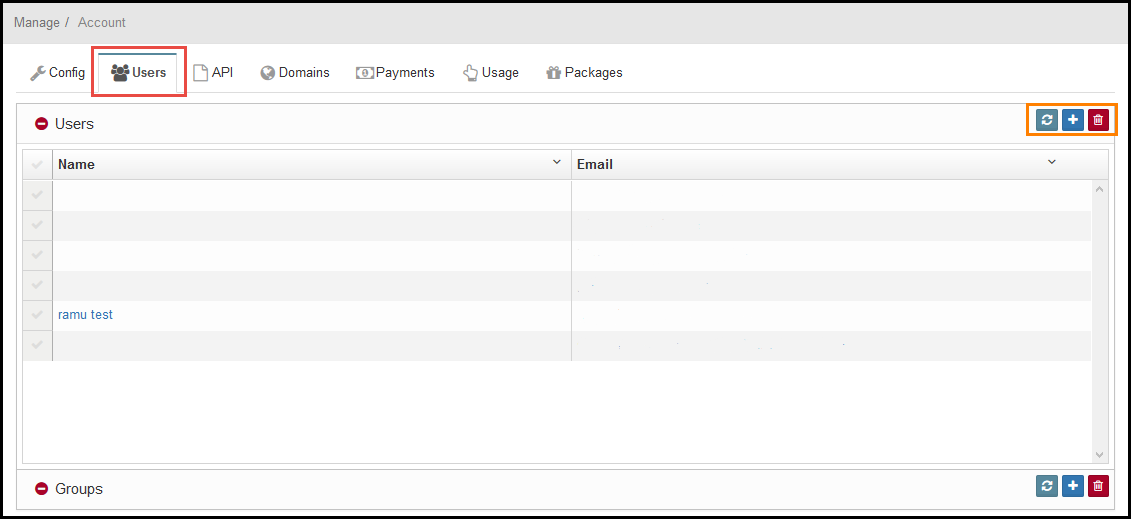 Manage / Account
Config Users API Domains Payments Usage Packages
Users
Name Email
ramu test
Groups